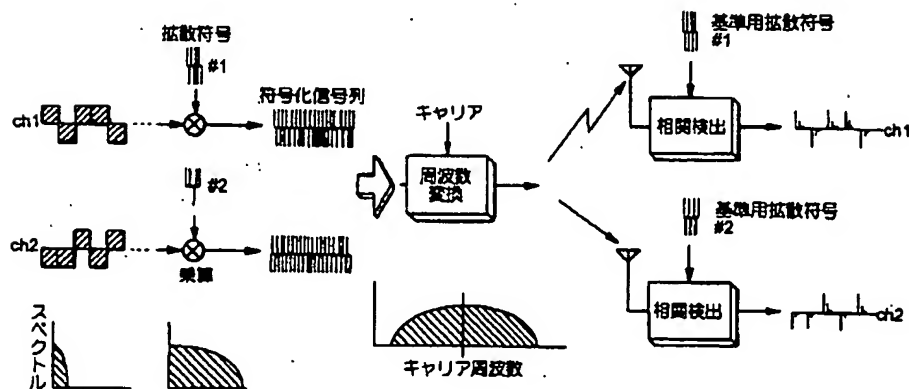 拡散符号
#1
ch1
符号化信号列
#2
ch2
乗算
スペクトル
キャリア
周波数
変換
キャリア周波数
基準用拡散符号
#1
相関検出
ch1
基準用拡散符号
#2
相関検出
ch2